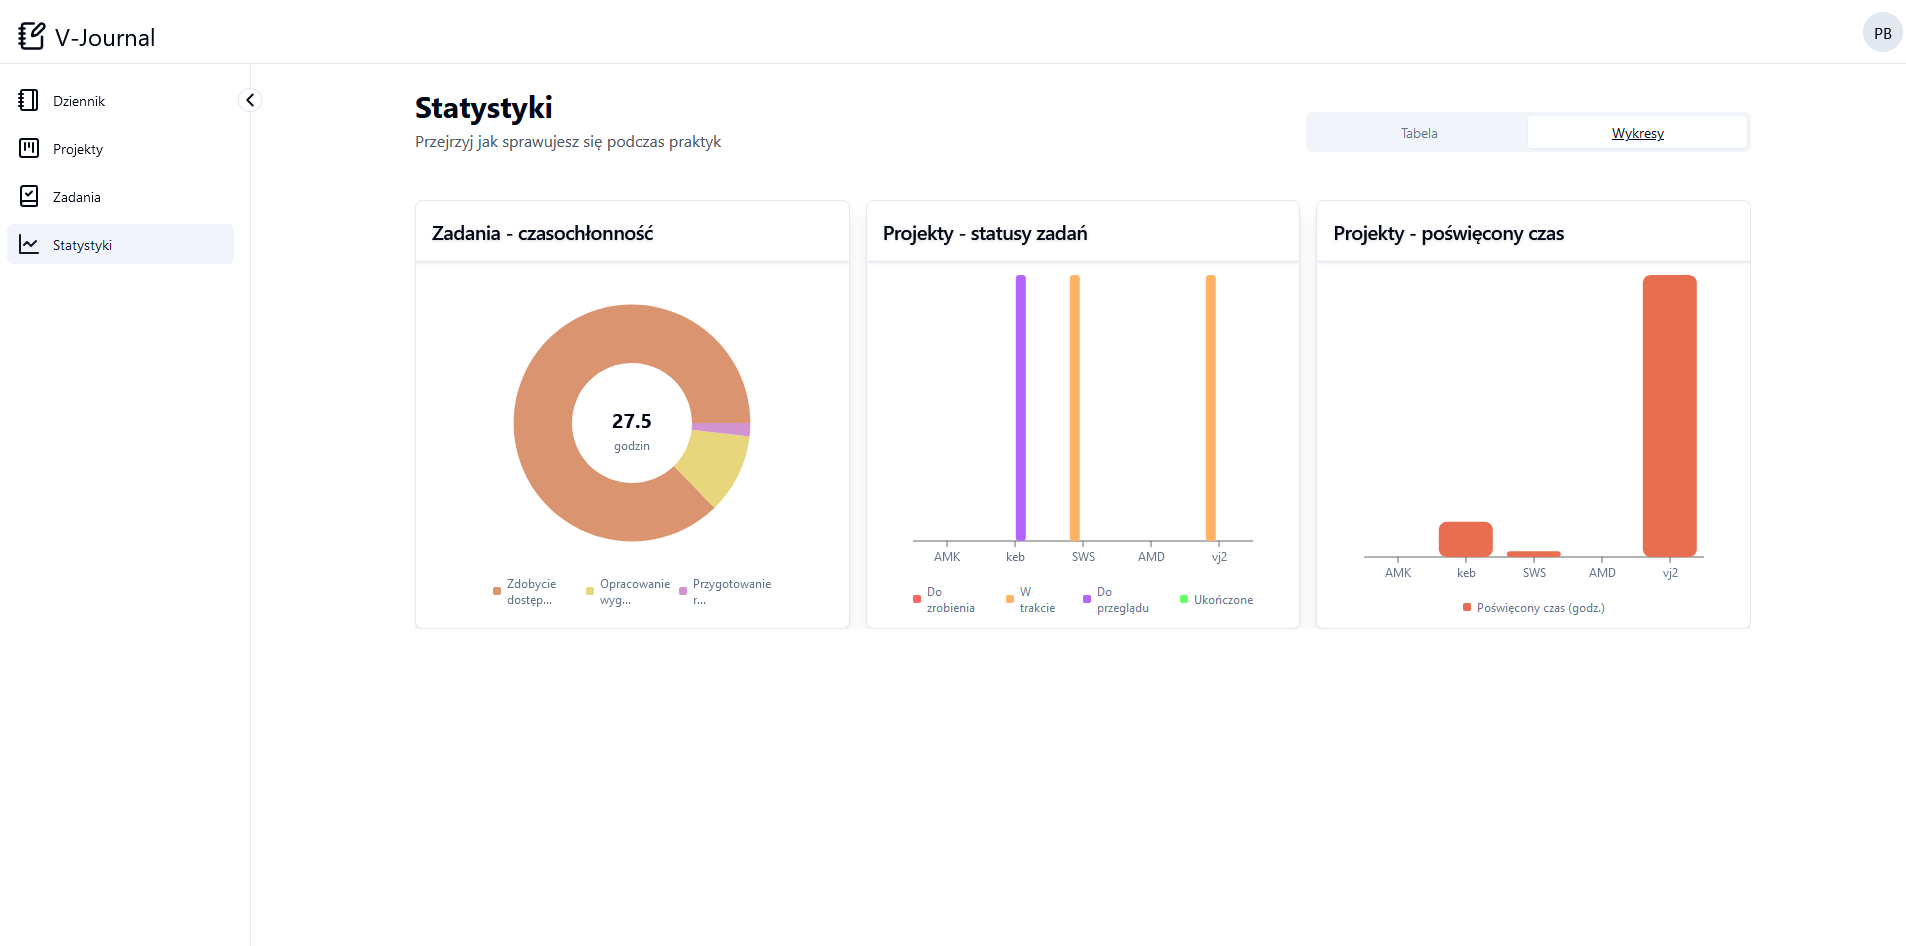 V-Journal
PB
Dziennik
Projekty
Zadania
Statystyki
Statystyki
Przejrzyj jak sprawujesz się podczas praktyk
Tabela
Wykresy
Zadania - czasochłonność
27.5
godzin
Zdobycie
dostęp...
Opracowanie
wyg...
Przygotowanie
r...
Projekty - statusy zadań
AMK
keb
SWS
AMD
vj2
Do
zrobienia
W
trakcie
Do
przeglądu
Ukończone
Projekty - poświęcony czas
AMK
keb
SWS
AMD
vj2
Poświęcony czas (godz.)